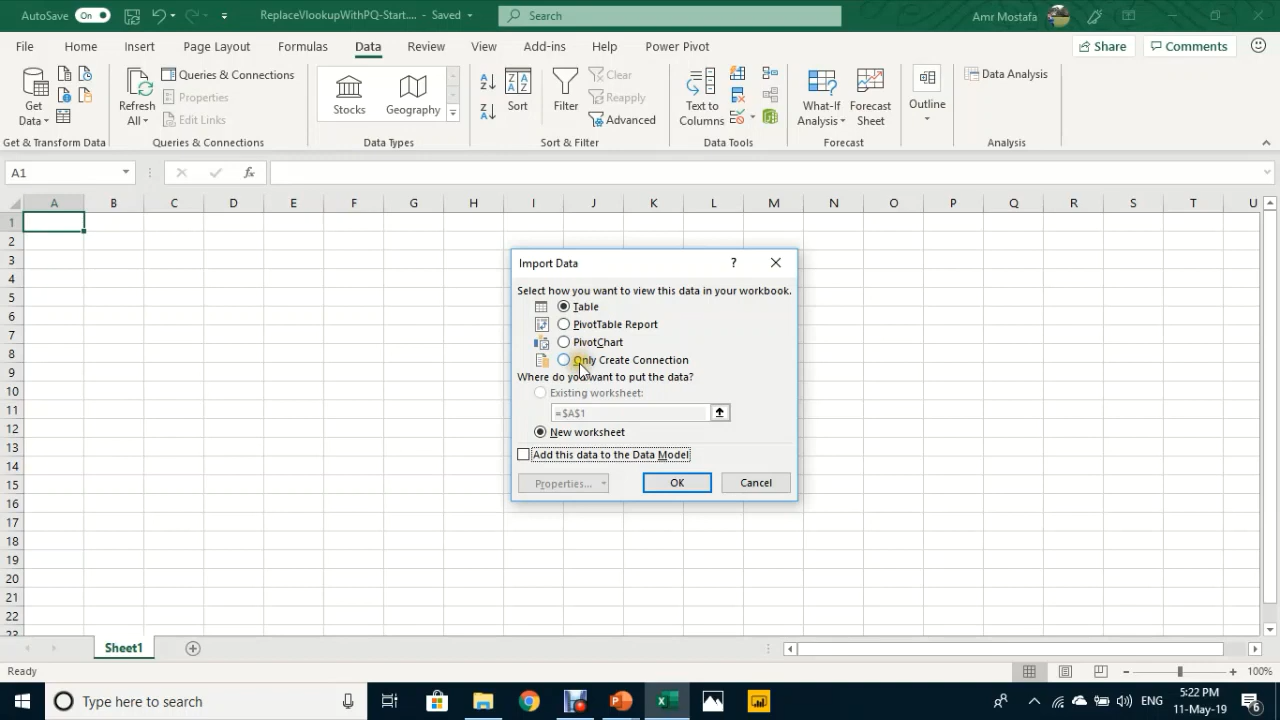 AutoSave On ReplaceVlookupWithPQ-Start.... - Saved Search Amr Mostafa
File Home Insert Page Layout Formulas Data Review View Add-ins Help Power Pivot Share Comments
Get Data Refresh All Queries & Connections Properties Edit Links Stocks Geography Sort Filter Clear Reapply Advanced Text to Columns What-If Analysis Forecast Sheet Outline Data Analysis
Get & Transform Data Queries & Connections Data Types Sort & Filter Data Tools Forecast Analysis
A1 fx
A B C D E F G H I J K L M N O P Q R S T U
1
2
3
4
5
6
7
8
9
10
11
12
13
14
15
16
17
18
19
20
21
22
23
Import Data ?
Select how you want to view this data in your workbook.
Table
PivotTable Report
PivotChart
Only Create Connection
Where do you want to put the data?
Existing worksheet:
=$A$1
New worksheet
Add this data to the Data Model
Properties... OK Cancel
Sheet1
Ready 100%
Type here to search ENG 5:22 PM
11-May-19 6